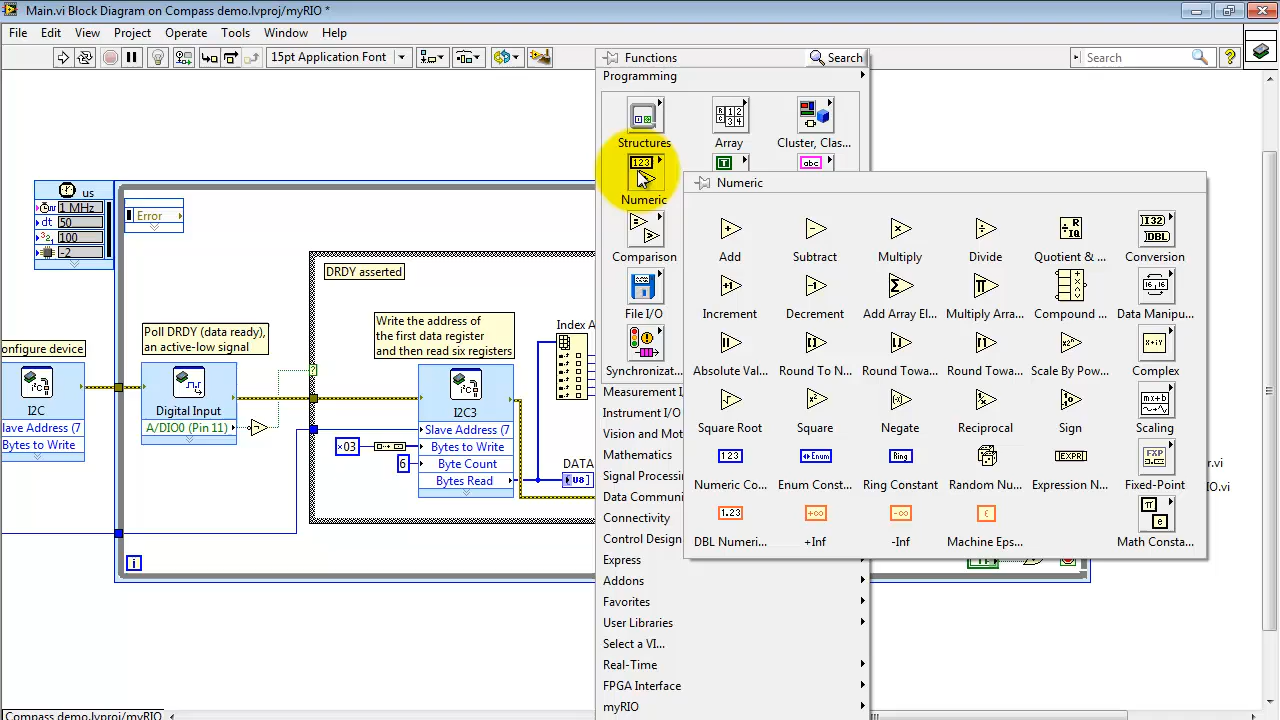 Main.vi Block Diagram on Compass demo.lvproj/myRIO *
File Edit View Project Operate Tools Window Help
15pt Application Font
Search
Functions
Search
Programming
Structures
Array
Cluster, Clas...
Numeric
Comparison
File I/O
Synchronizat...
Measurement I
Instrument I/O
Vision and Mot
Mathematics
Signal Processin
Data Communi
Connectivity
Control Design
Express
Addons
Favorites
User Libraries
Select a VI...
Real-Time
FPGA Interface
myRIO
Numeric
Add
Subtract
Multiply
Divide
Quotient & ...
Conversion
Increment
Decrement
Add Array El...
Multiply Arra...
Compound ...
Data Manipu...
Absolute Val...
Round To N...
Round Towa...
Round Towa...
Scale By Pow...
Complex
Square Root
Square
Negate
Reciprocal
Sign
Scaling
Numeric Co...
Enum Const...
Ring Constant
Random Nu...
Expression N...
Fixed-Point
DBL Numeri...
+Inf
-Inf
Machine Eps...
Math Consta...
us
1 MHz
dt 50
100
-2
Error
DRDY asserted
Poll DRDY (data ready),
an active-low signal
Write the address of
the first data register
and then read six registers
Index A
onfigure device
I2C
lave Address (7
Bytes to Write
Digital Input
A/DIO0 (Pin 11)
?
×03
6
I2C3
Slave Address (7
Bytes to Write
Byte Count
Bytes Read
DATA
U8]
i
r.vi
IO.vi
Compass demo.lvproj/myRIO